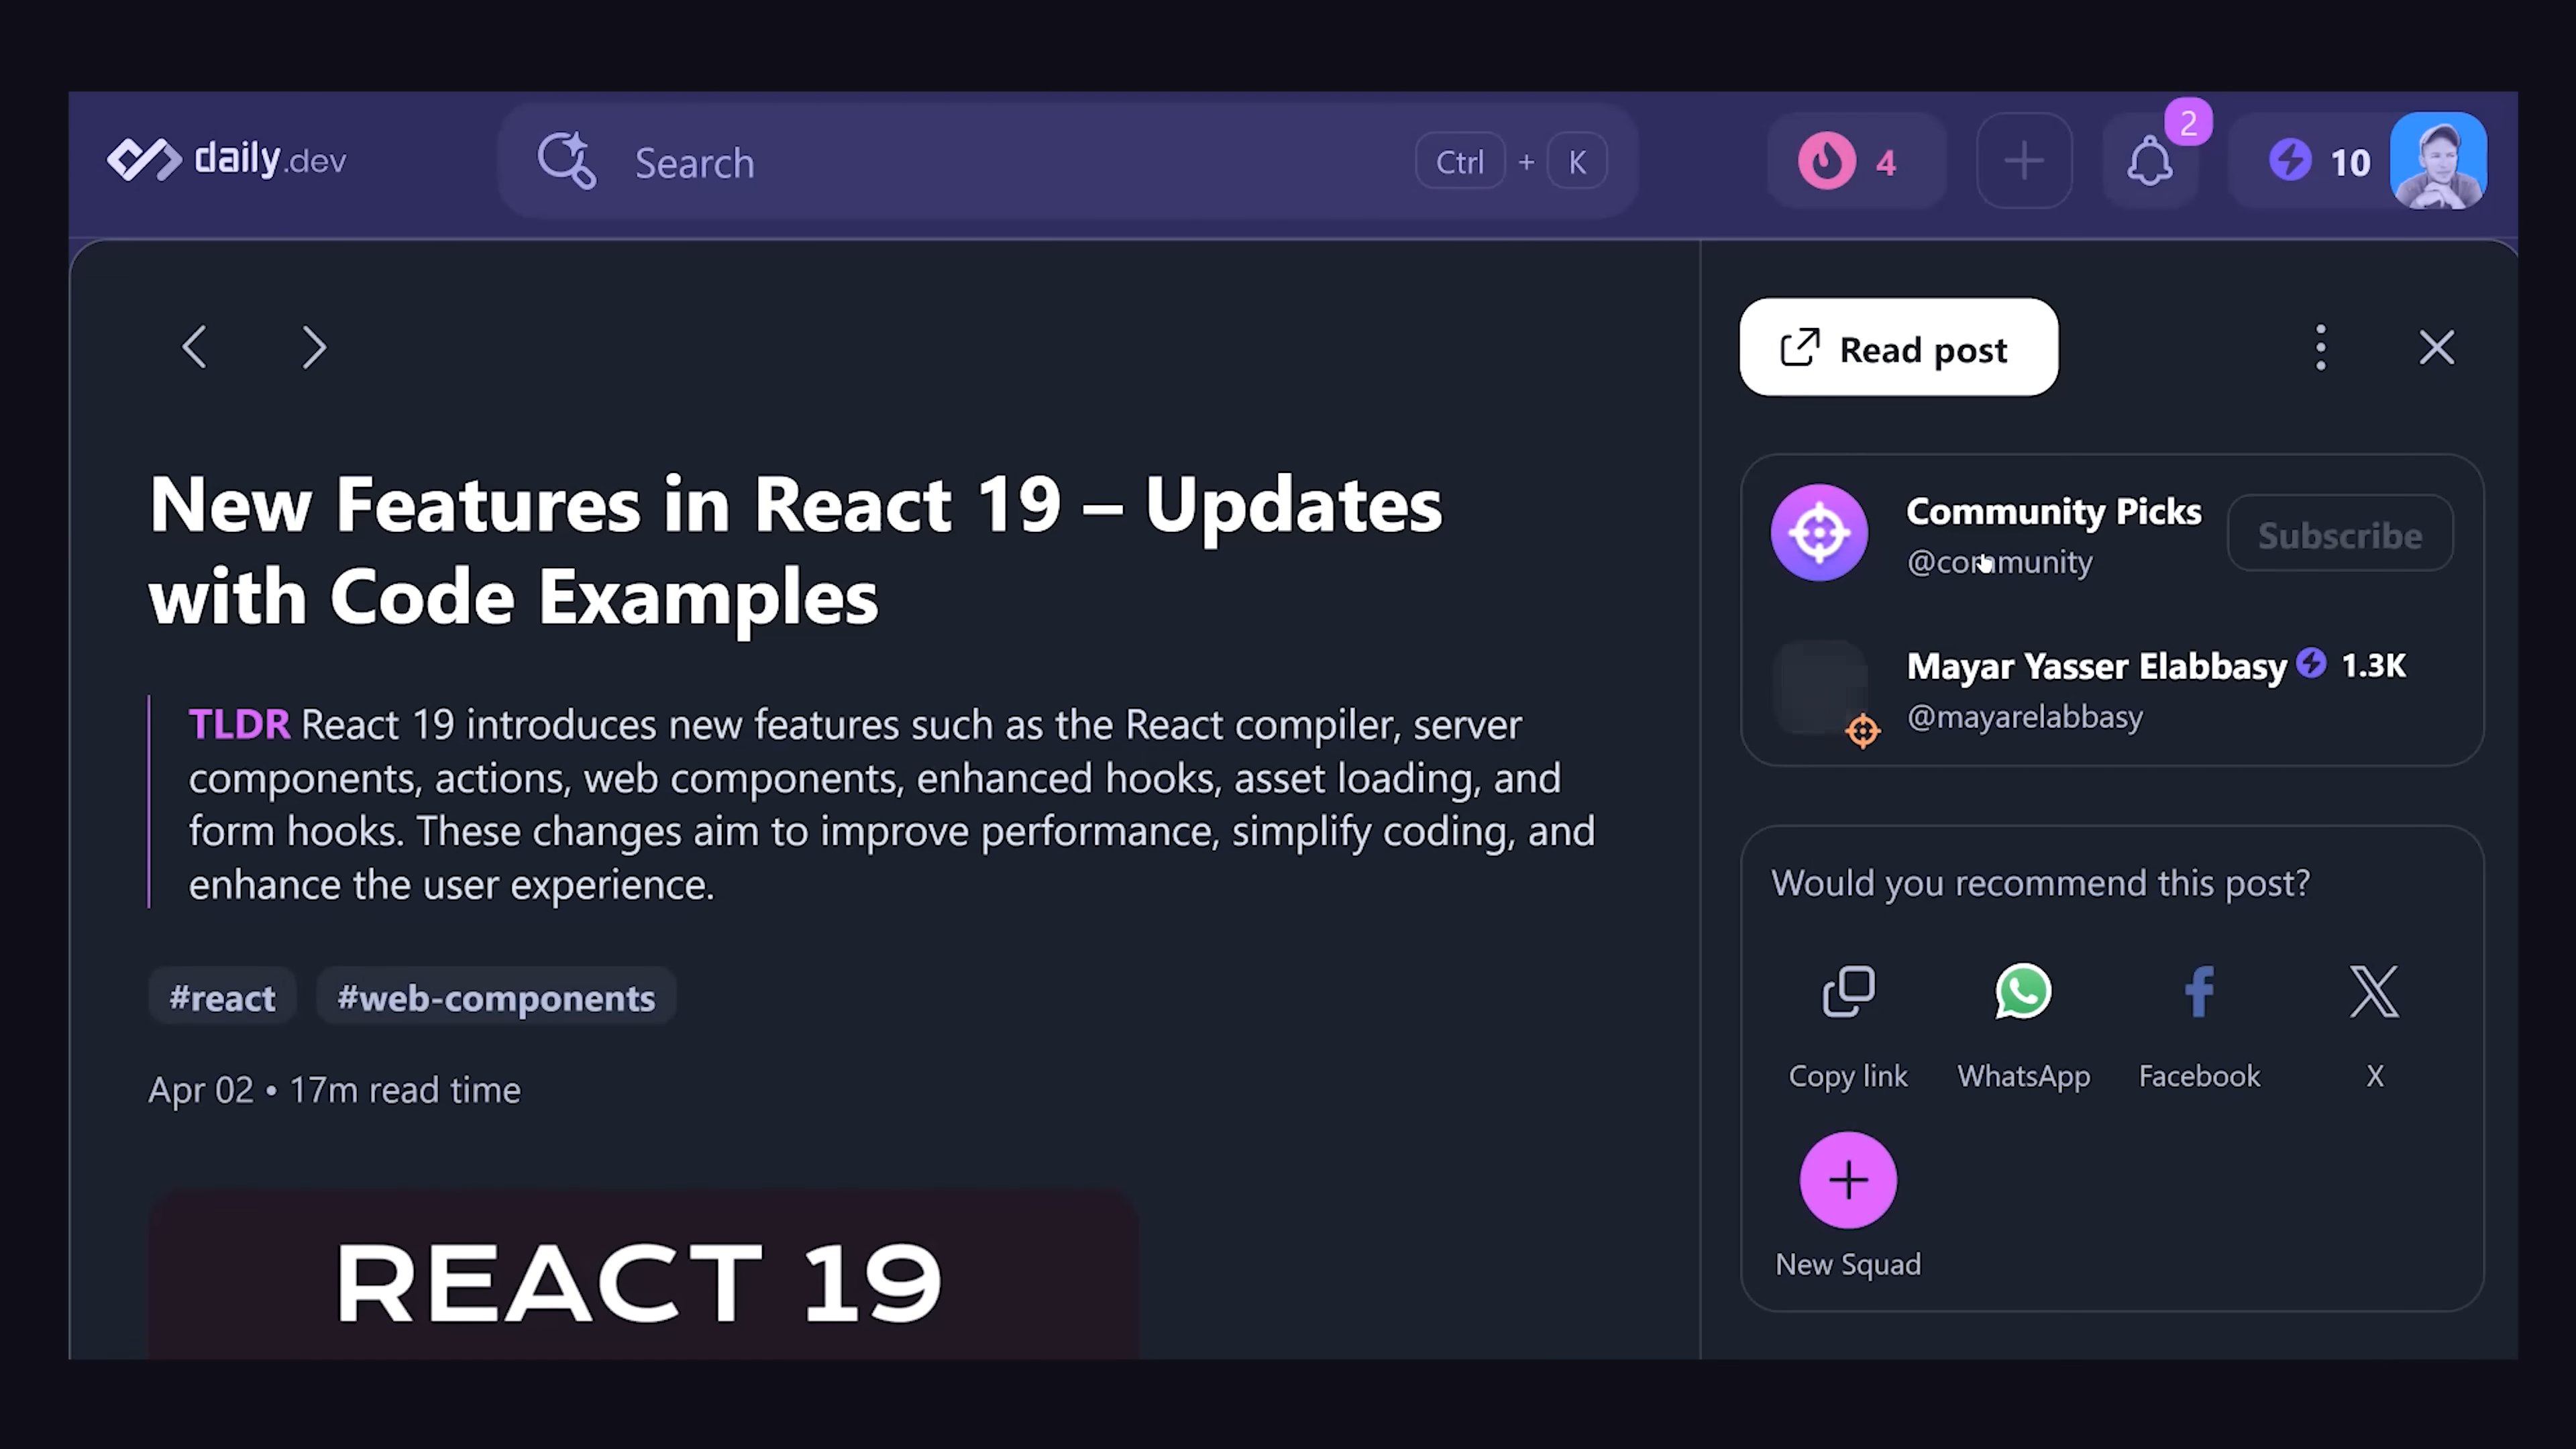 daily.dev
Search
Ctrl + K
4
2
10
Read post
New Features in React 19 – Updates
with Code Examples
TLDR React 19 introduces new features such as the React compiler, server
components, actions, web components, enhanced hooks, asset loading, and
form hooks. These changes aim to improve performance, simplify coding, and
enhance the user experience.
#react #web-components
Apr 02 • 17m read time
REACT 19
Community Picks
@community
Subscribe
Mayar Yasser Elabbasy 1.3K
@mayarelabbasy
Would you recommend this post?
Copy link WhatsApp Facebook X
New Squad